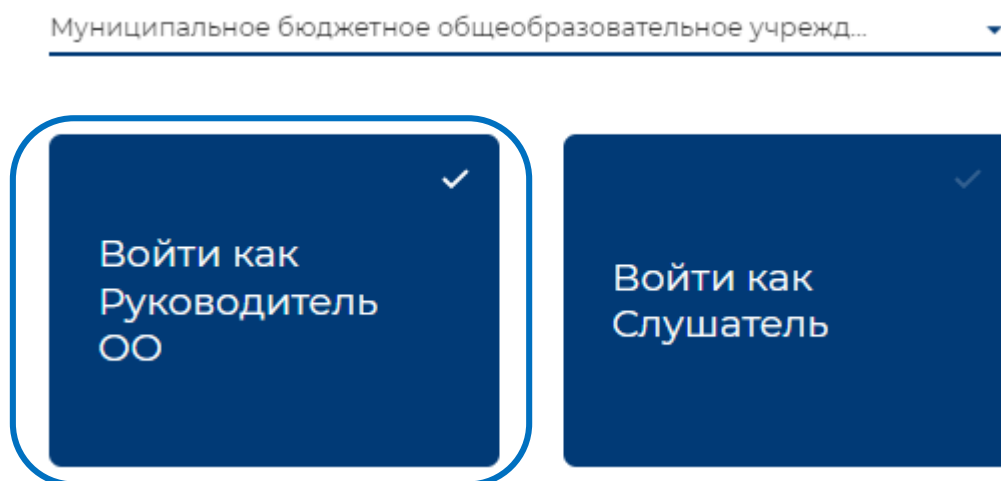 Муниципальное бюджетное общеобразовательное учрежд...
Войти как
Руководитель
ОО
Войти как
Слушатель